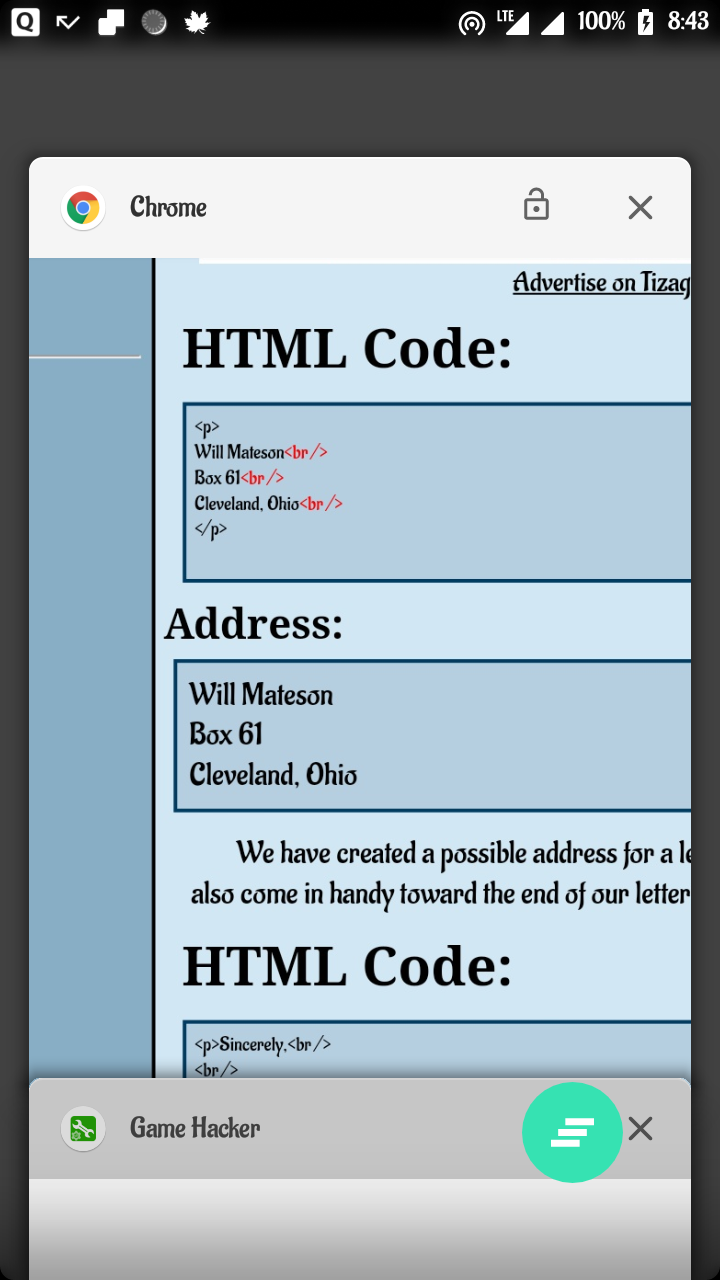 Q LTE 100% 8:43
Chrome
Advertise on Tizag
HTML Code:
<p>
Will Mateson<br />
Box 61<br />
Cleveland, Ohio<br />
</p>
Address:
Will Mateson
Box 61
Cleveland, Ohio
We have created a possible address for a le
also come in handy toward the end of our letter
HTML Code:
<p>Sincerely,<br />
<br />
Game Hacker